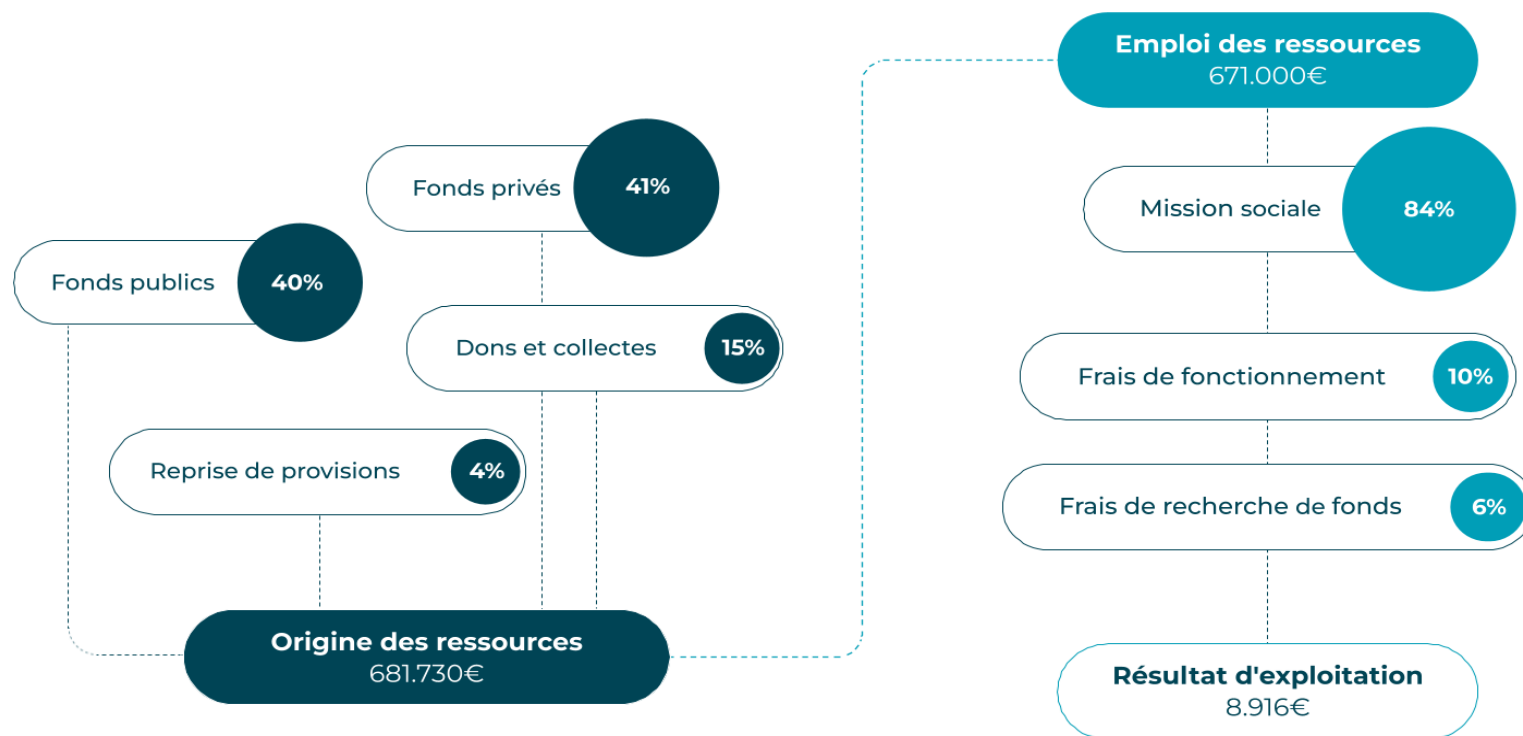 Fonds publics
40%
Fonds privés
41%
Dons et collectes
15%
Reprise de provisions
4%
Origine des ressources
681.730€
Emploi des ressources
671.000€
Mission sociale
84%
Frais de fonctionnement
10%
Frais de recherche de fonds
6%
Résultat d'exploitation
8.916€